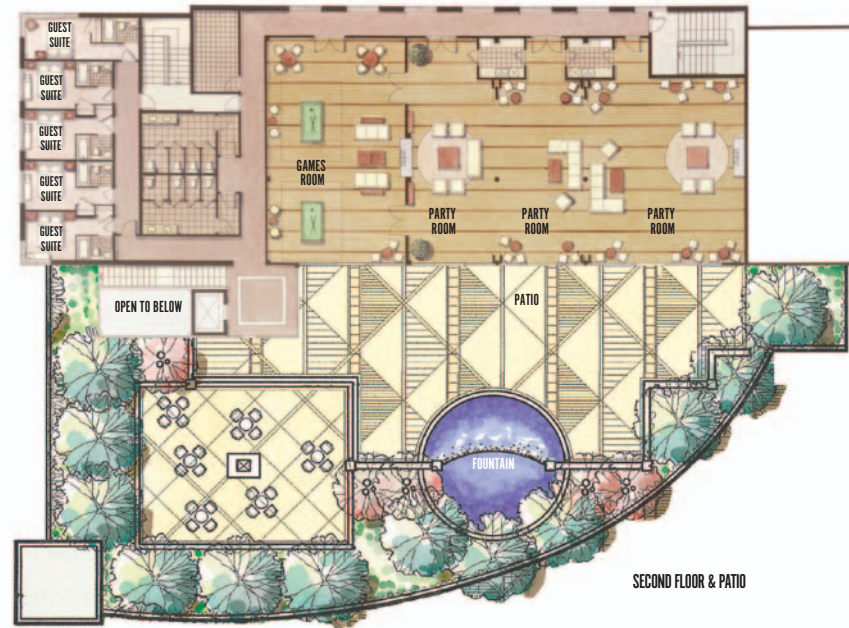 GUEST
SUITE
GUEST
SUITE
GUEST
SUITE
GUEST
SUITE
GUEST
SUITE
GAMES
ROOM
PARTY
ROOM
PARTY
ROOM
PARTY
ROOM
OPEN TO BELOW
PATIO
FOUNTAIN
SECOND FLOOR & PATIO